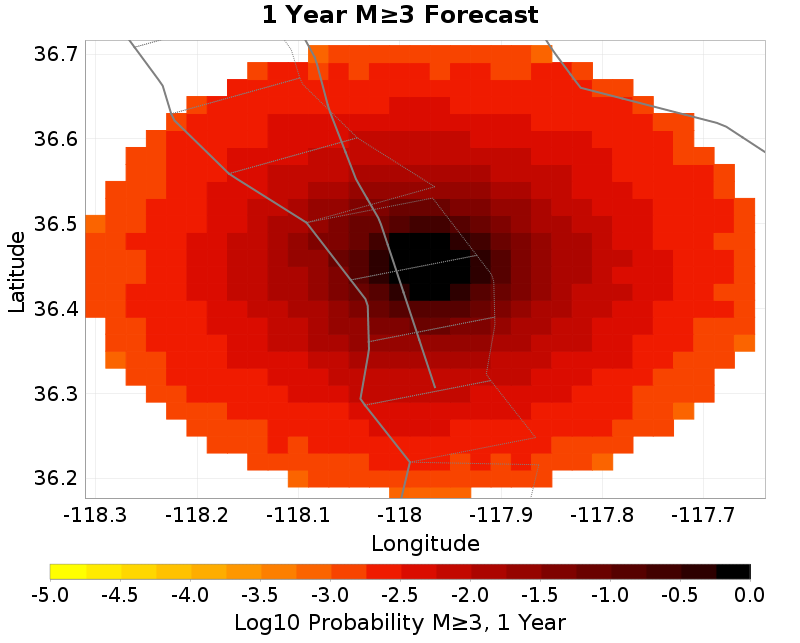 1 Year M≥3 Forecast
36.7
36.6
36.5
36.4
36.3
36.2
Latitude
-118.3 -118.2 -118.1 -118 -117.9 -117.8 -117.7
Longitude
-5.0 -4.5 -4.0 -3.5 -3.0 -2.5 -2.0 -1.5 -1.0 -0.5 0.0
Log10 Probability M≥3, 1 Year